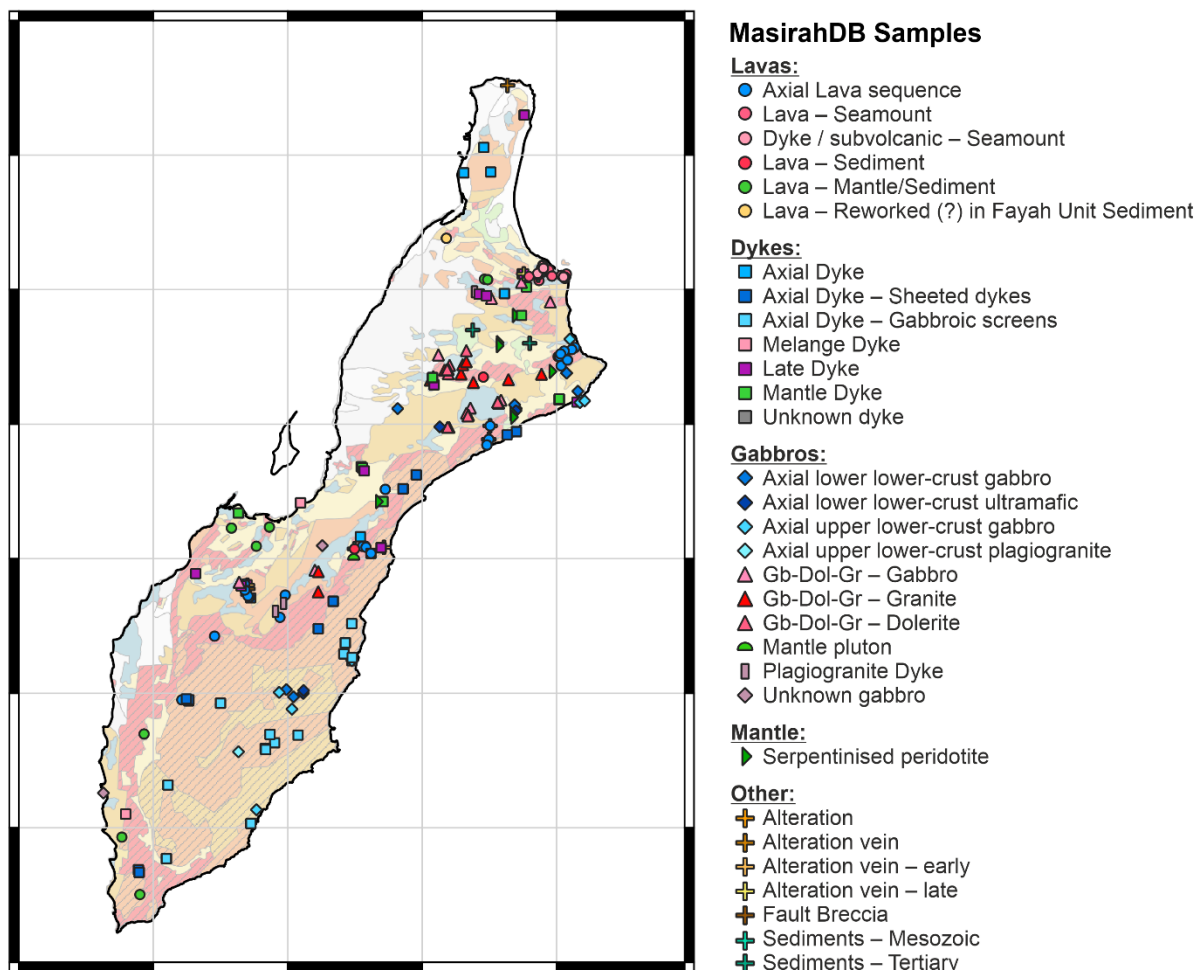 MasirahDB Samples
Lavas:
Axial Lava sequence
Lava – Seamount
Dyke / subvolcanic – Seamount
Lava – Sediment
Lava – Mantle/Sediment
Lava – Reworked (?) in Fayah Unit Sediment
Dykes:
Axial Dyke
Axial Dyke – Sheeted dykes
Axial Dyke – Gabbroic screens
Melange Dyke
Late Dyke
Mantle Dyke
Unknown dyke
Gabbros:
Axial lower lower-crust gabbro
Axial lower lower-crust ultramafic
Axial upper lower-crust gabbro
Axial upper lower-crust plagiogranite
Gb-Dol-Gr – Gabbro
Gb-Dol-Gr – Granite
Gb-Dol-Gr – Dolerite
Mantle pluton
Plagiogranite Dyke
Unknown gabbro
Mantle:
Serpentinised peridotite
Other:
Alteration
Alteration vein
Alteration vein – early
Alteration vein – late
Fault Breccia
Sediments – Mesozoic
Sediments – Tertiary